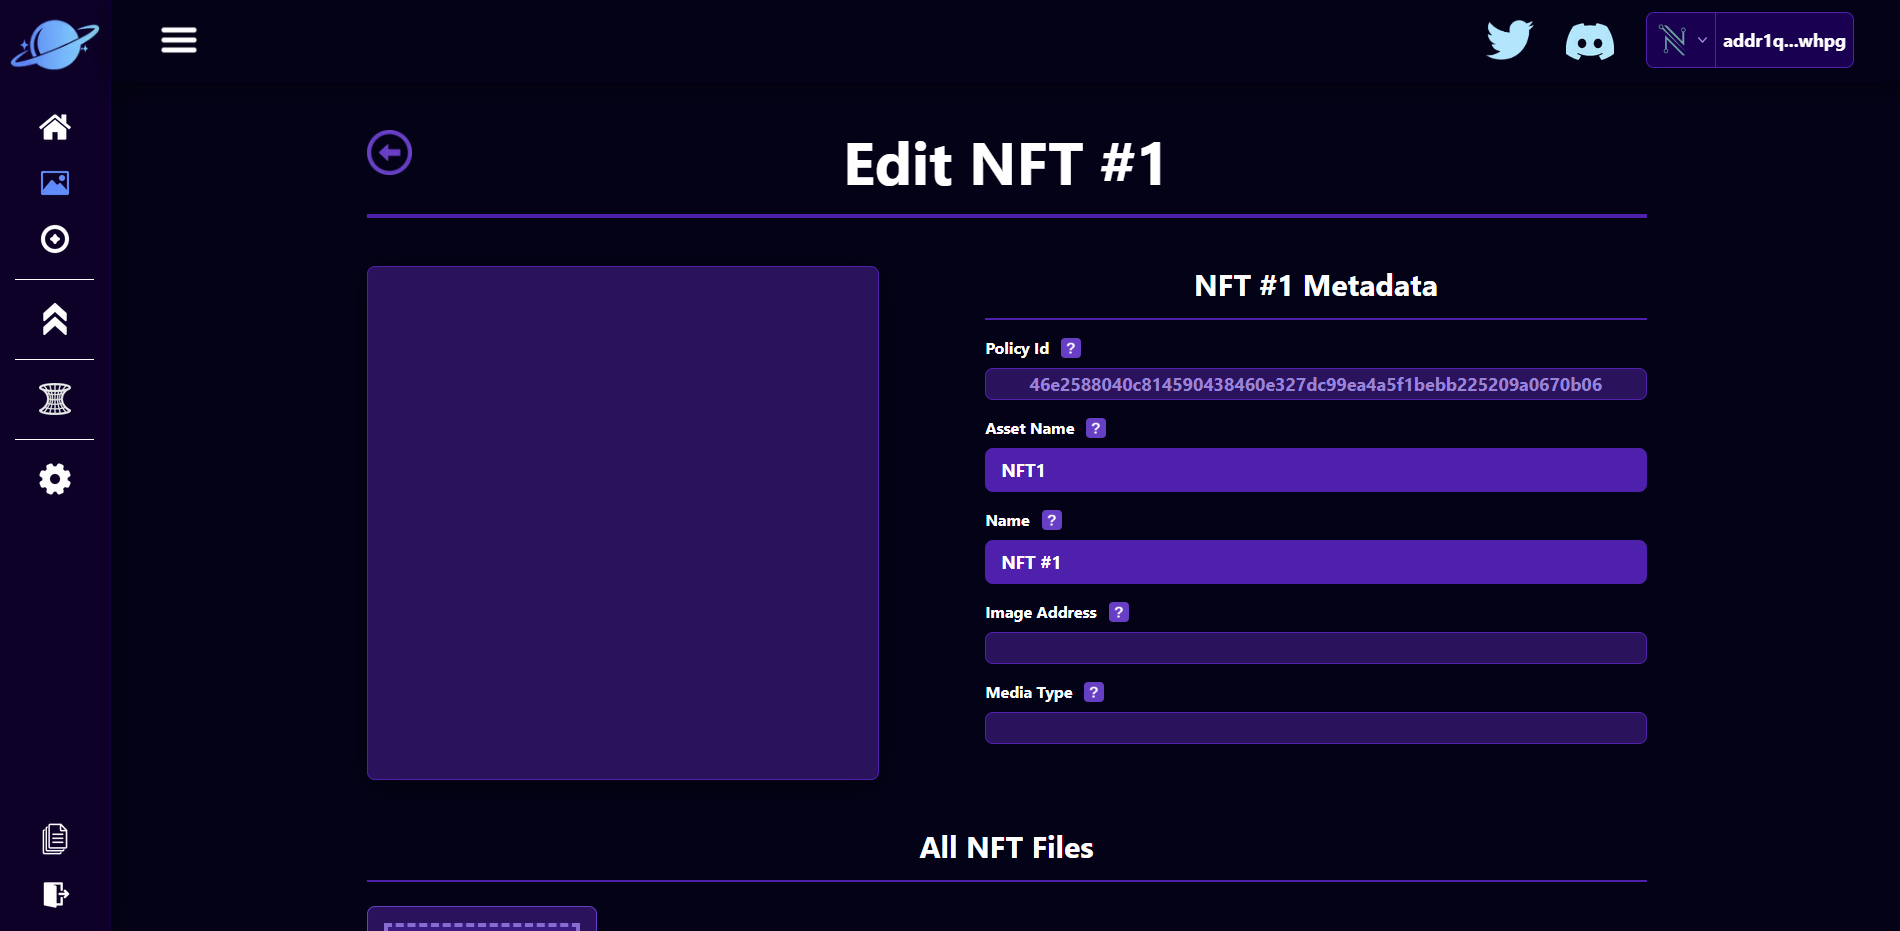 addr1q...whpg
Edit NFT #1
NFT #1 Metadata
Policy Id ?
46e2588040c814590438460e327dc99ea4a5f1bebb225209a0670b06
Asset Name ?
NFT1
Name ?
NFT #1
Image Address ?
Media Type ?
All NFT Files